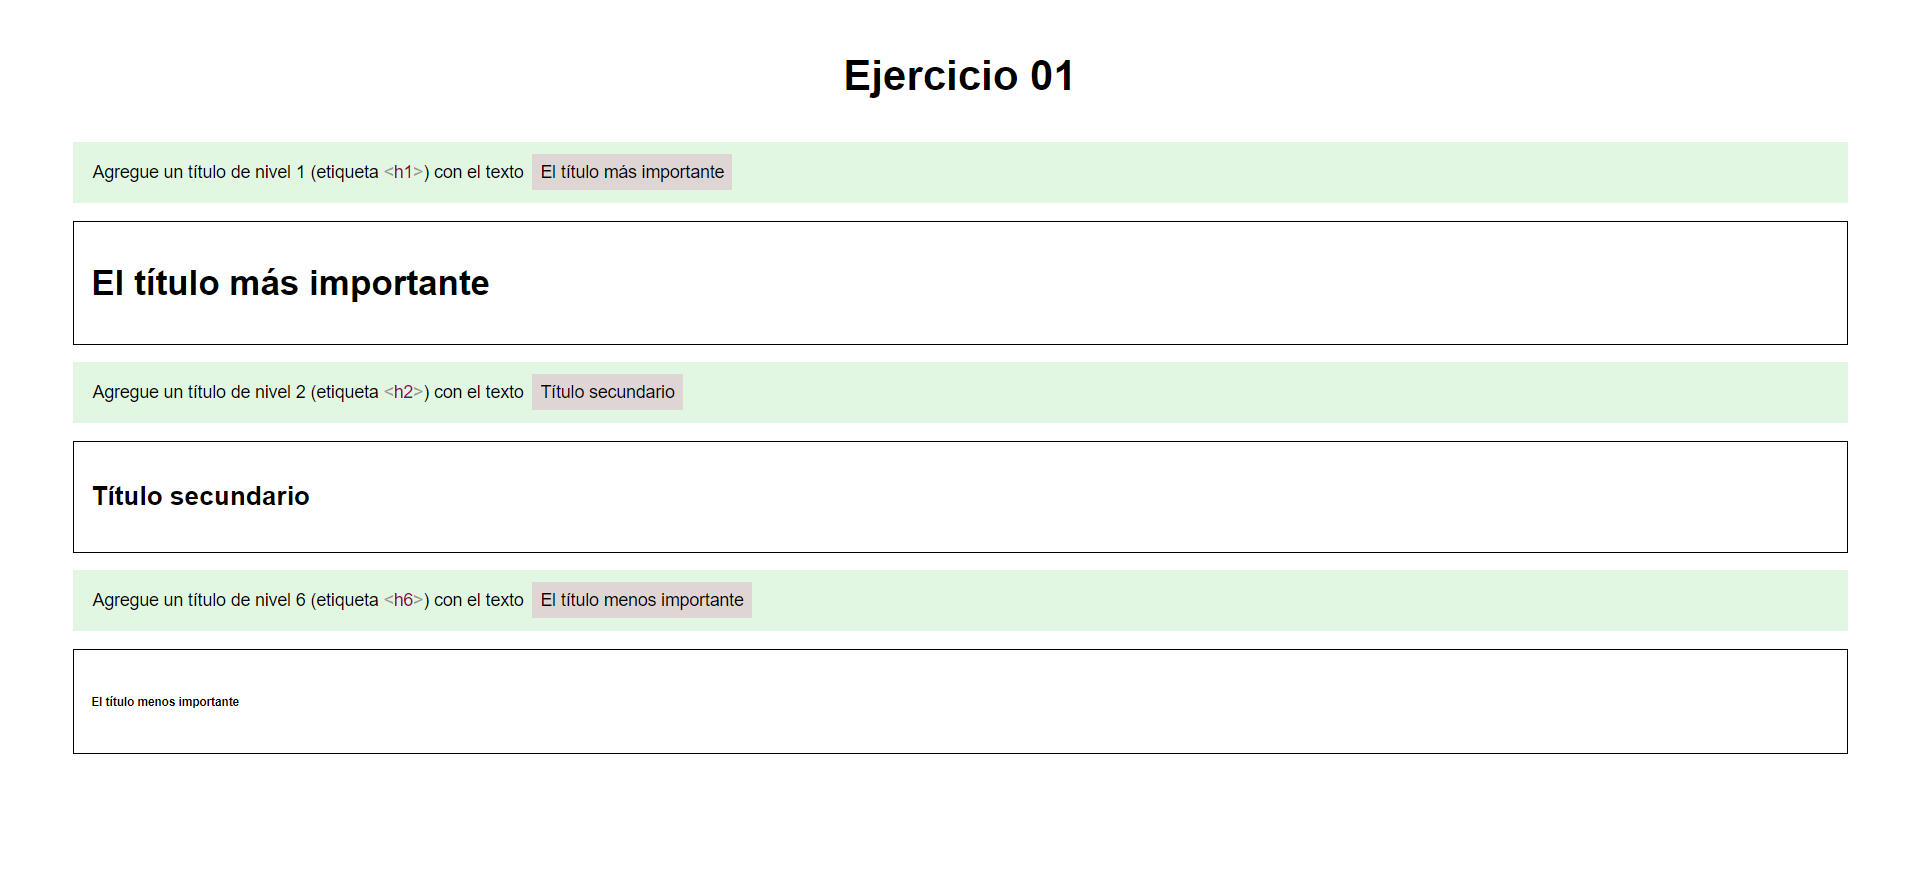 Ejercicio 01
Agregue un título de nivel 1 (etiqueta <h1>) con el texto El título más importante
El título más importante
Agregue un título de nivel 2 (etiqueta <h2>) con el texto Título secundario
Título secundario
Agregue un título de nivel 6 (etiqueta <h6>) con el texto El título menos importante
El título menos importante